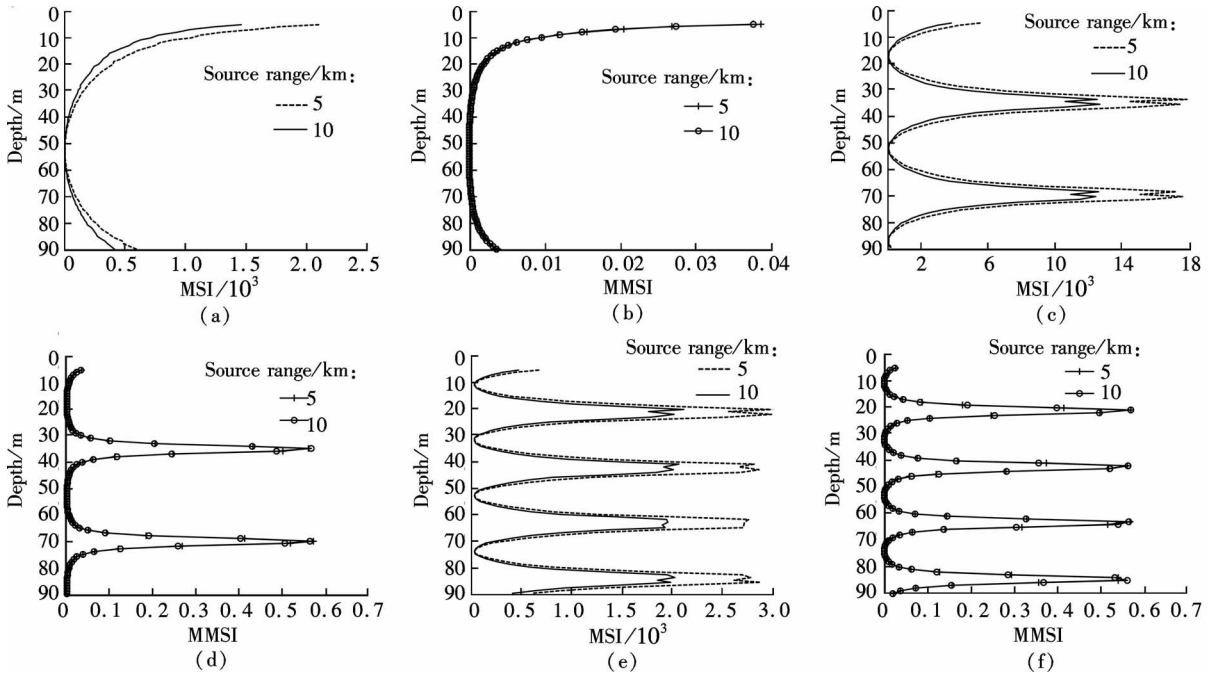 0
10
20
30
40
50
60
70
80
90
Depth/m
Source range/km:
5
10
0 0.5 1.0 1.5 2.0 2.5
MSI/10³
(a)
0
10
20
30
40
50
60
70
80
90
Depth/m
Source range/km:
5
10
0 0.01 0.02 0.03 0.04
MMSI
(b)
0
10
20
30
40
50
60
70
80
90
Depth/m
Source range/km:
5
10
2 6 10 14 18
MSI/10³
(c)
0
10
20
30
40
50
60
70
80
90
Depth/m
Source range/km:
5
10
0 0.1 0.2 0.3 0.4 0.5 0.6 0.7
MMSI
(d)
0
10
20
30
40
50
60
70
80
90
Depth/m
Source range/km:
5
10
0 0.5 1.0 2.0 3.0
MSI/10³
(e)
0
10
20
30
40
50
60
70
80
90
Depth/m
Source range/km:
5
10
0 0.1 0.2 0.3 0.4 0.5 0.6 0.7
MMSI
(f)